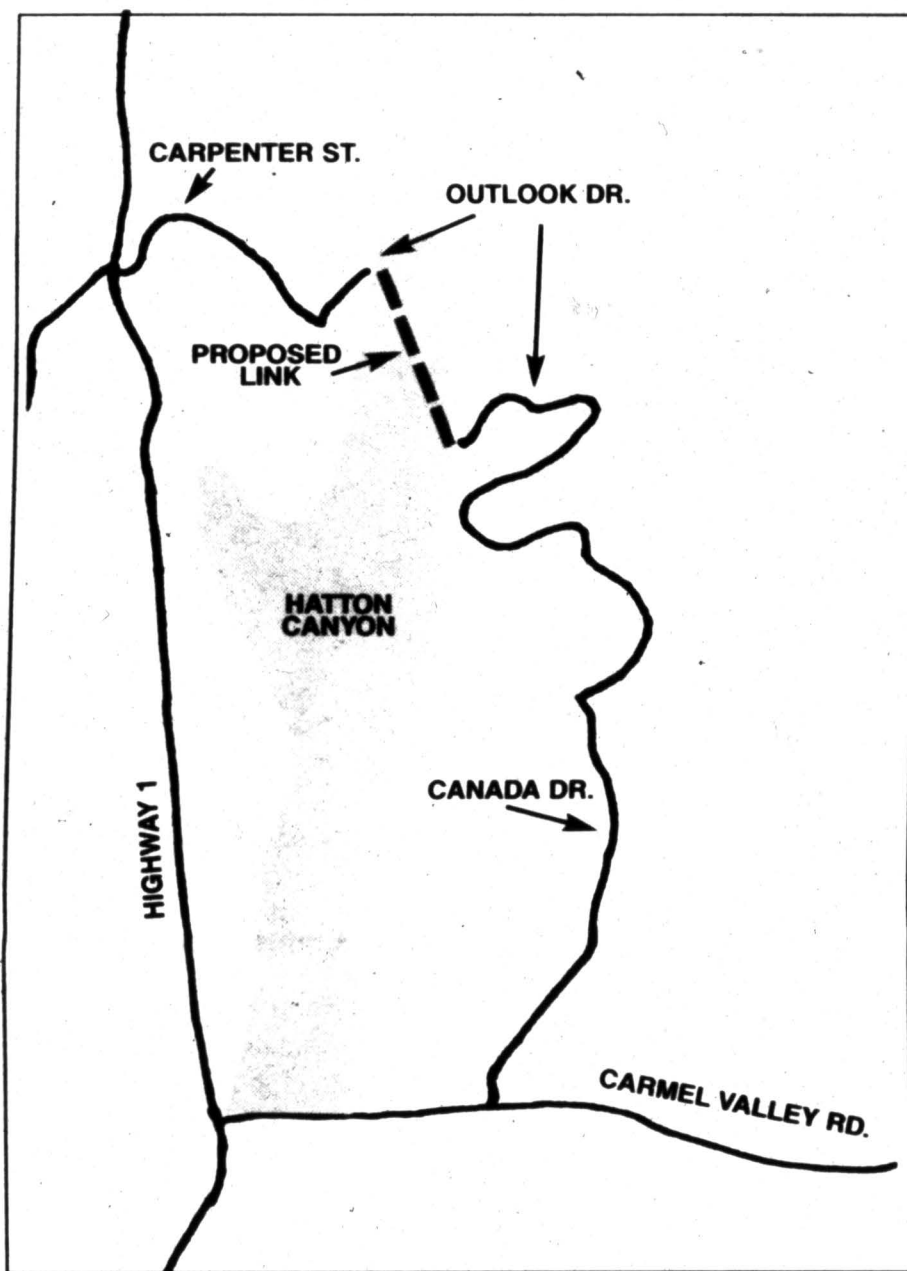 CARPENTER ST.
OUTLOOK DR.
PROPOSED
LINK
HATTON
CANYON
CANADA DR.
HIGHWAY 1
CARMEL VALLEY RD.